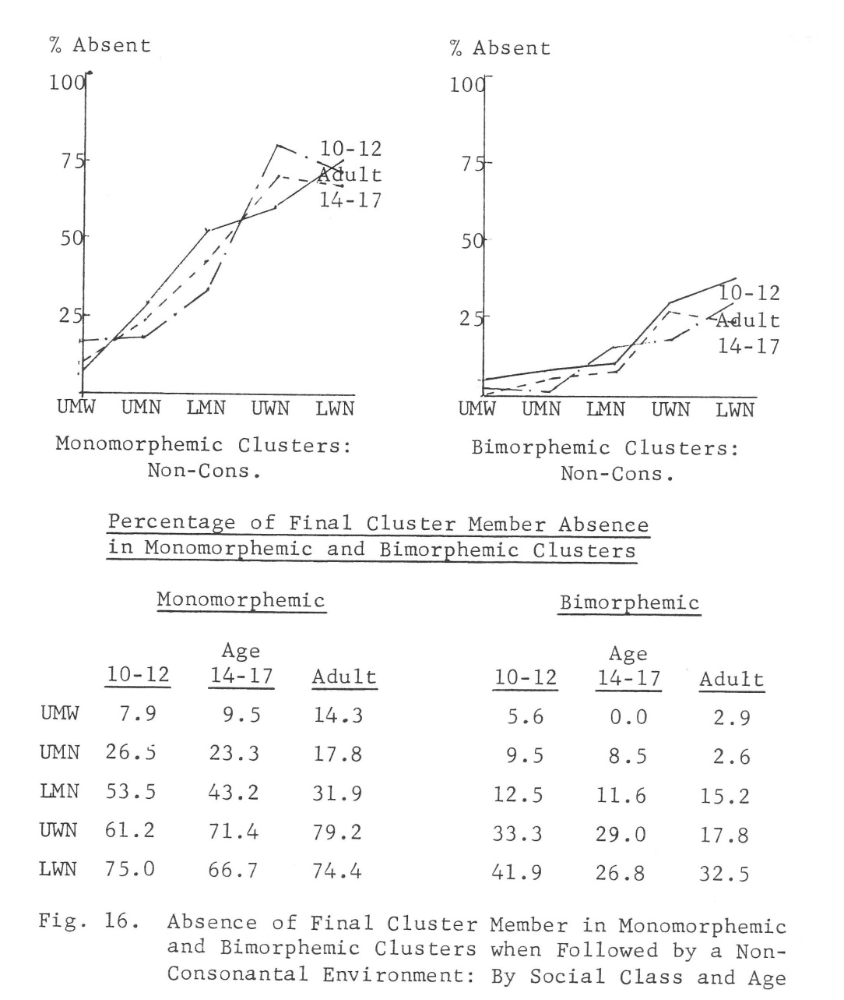 % Absent
100
75
50
25
10-12
Adult
14-17
UMW UMN LMN UWN LWN
Monomorphemic Clusters:
Non-Cons.
% Absent
100
75
50
25
10-12
Adult
14-17
UMW UMN LMN UWN LWN
Bimorphemic Clusters:
Non-Cons.
Percentage of Final Cluster Member Absence
in Monomorphemic and Bimorphemic Clusters
Monomorphemic Bimorphemic
Age Age
10-12 14-17 Adult 10-12 14-17 Adult
UMW 7.9 9.5 14.3 5.6 0.0 2.9
UMN 26.5 23.3 17.8 9.5 8.5 2.6
LMN 53.5 43.2 31.9 12.5 11.6 15.2
UWN 61.2 71.4 79.2 33.3 29.0 17.8
LWN 75.0 66.7 74.4 41.9 26.8 32.5
Fig. 16. Absence of Final Cluster Member in Monomorphemic
and Bimorphemic Clusters when Followed by a Non-
Consonantal Environment: By Social Class and Age